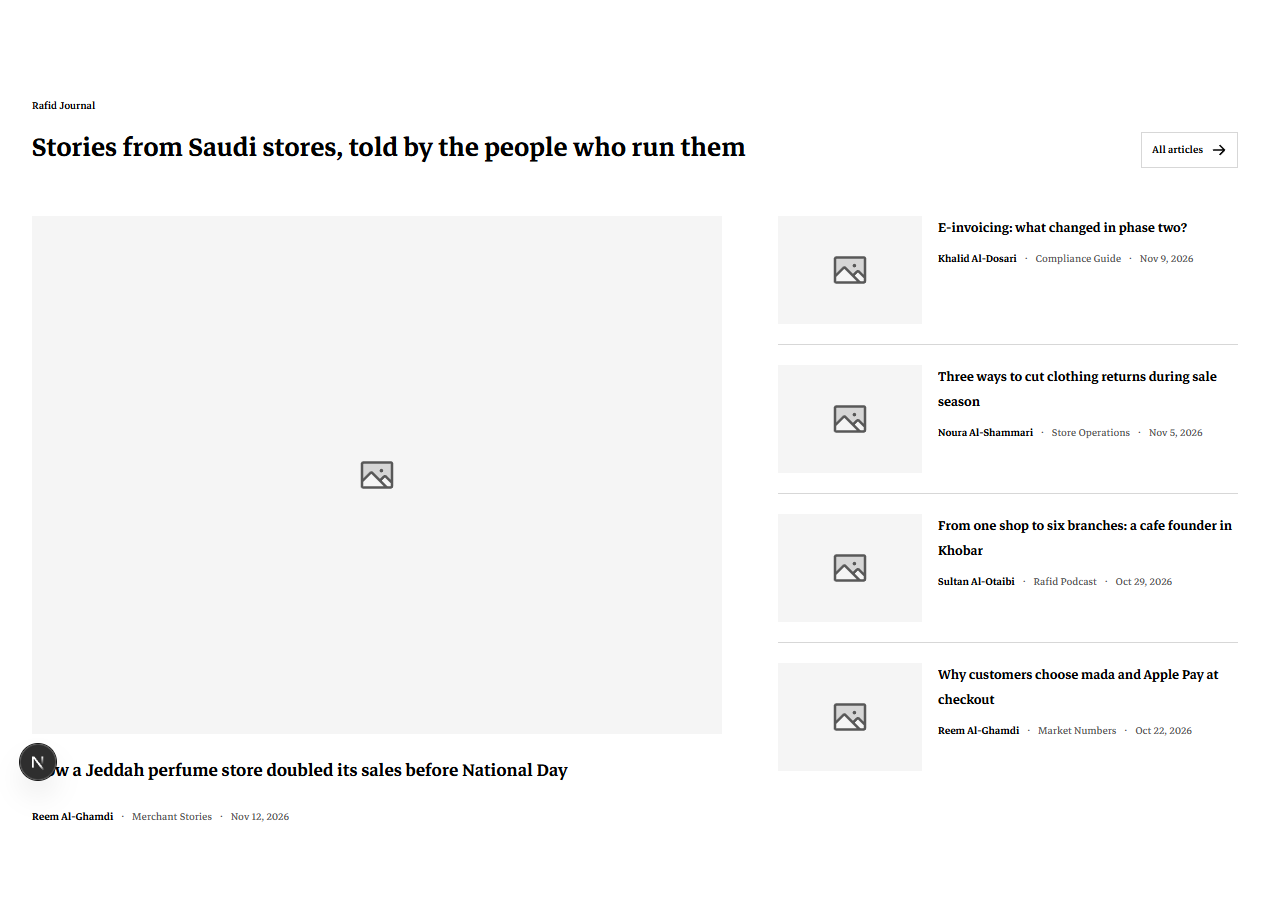 Rafid Journal
Stories from Saudi stores, told by the people who run them
All articles
N
ow a Jeddah perfume store doubled its sales before National Day
Reem Al-Ghamdi · Merchant Stories · Nov 12, 2026
E-invoicing: what changed in phase two?
Khalid Al-Dosari · Compliance Guide · Nov 9, 2026
Three ways to cut clothing returns during sale
season
Noura Al-Shammari · Store Operations · Nov 5, 2026
From one shop to six branches: a cafe founder in
Khobar
Sultan Al-Otaibi · Rafid Podcast · Oct 29, 2026
Why customers choose mada and Apple Pay at
checkout
Reem Al-Ghamdi · Market Numbers · Oct 22, 2026